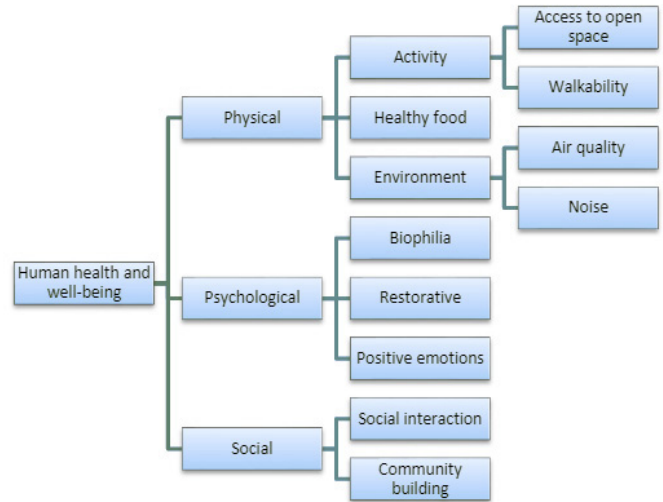 Access to open
space
Activity
Walkability
Physical
Healthy food
Air quality
Environment
Noise
Biophilia
Human health and
well-being
Psychological
Restorative
Positive emotions
Social interaction
Social
Community
building